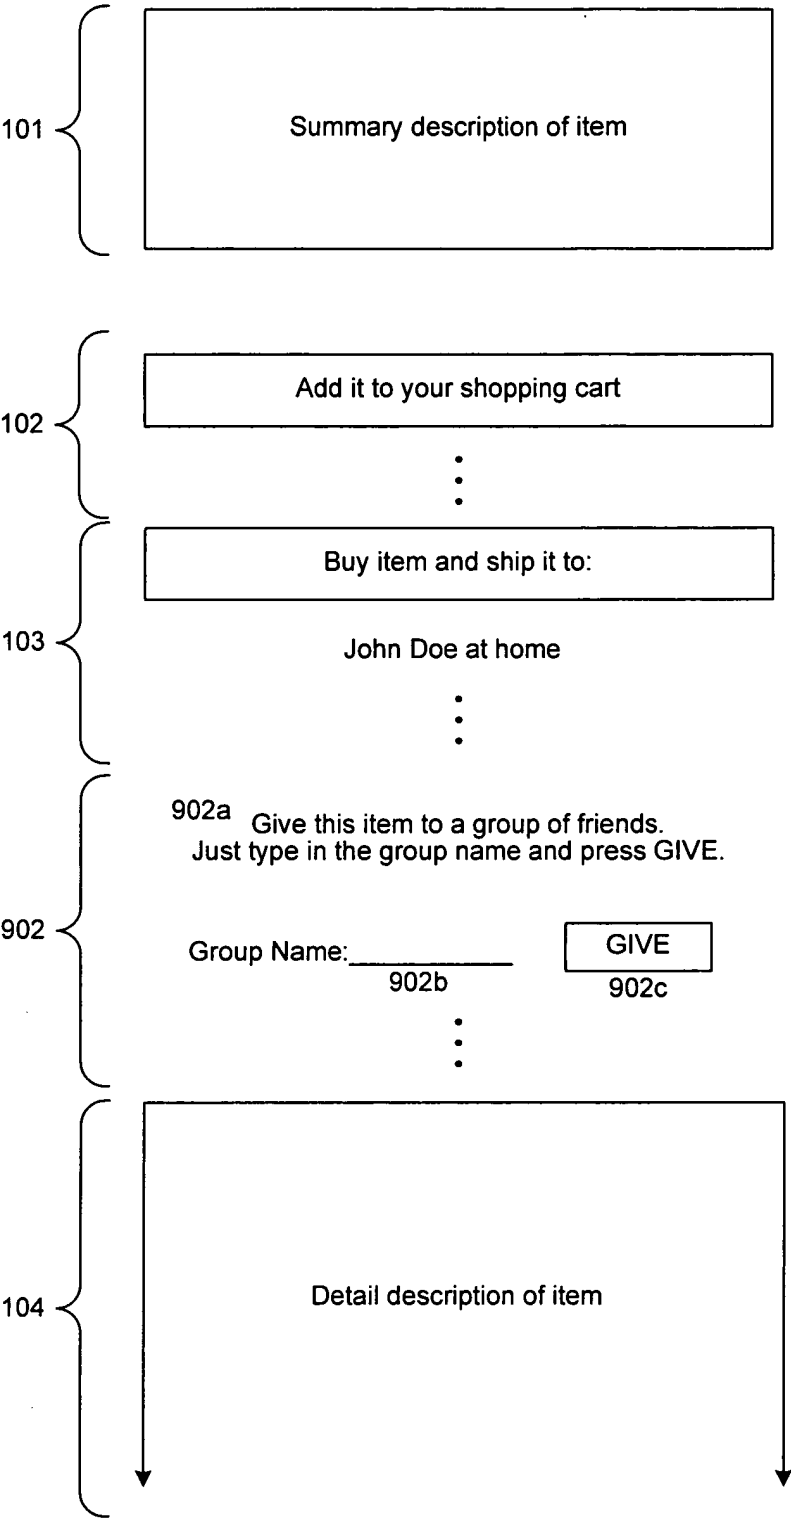 101
Summary description of item
102
Add it to your shopping cart
103
Buy item and ship it to:
John Doe at home
902
902a
Give this item to a group of friends.
Just type in the group name and press GIVE.
Group Name:
GIVE
902b
902c
104
Detail description of item